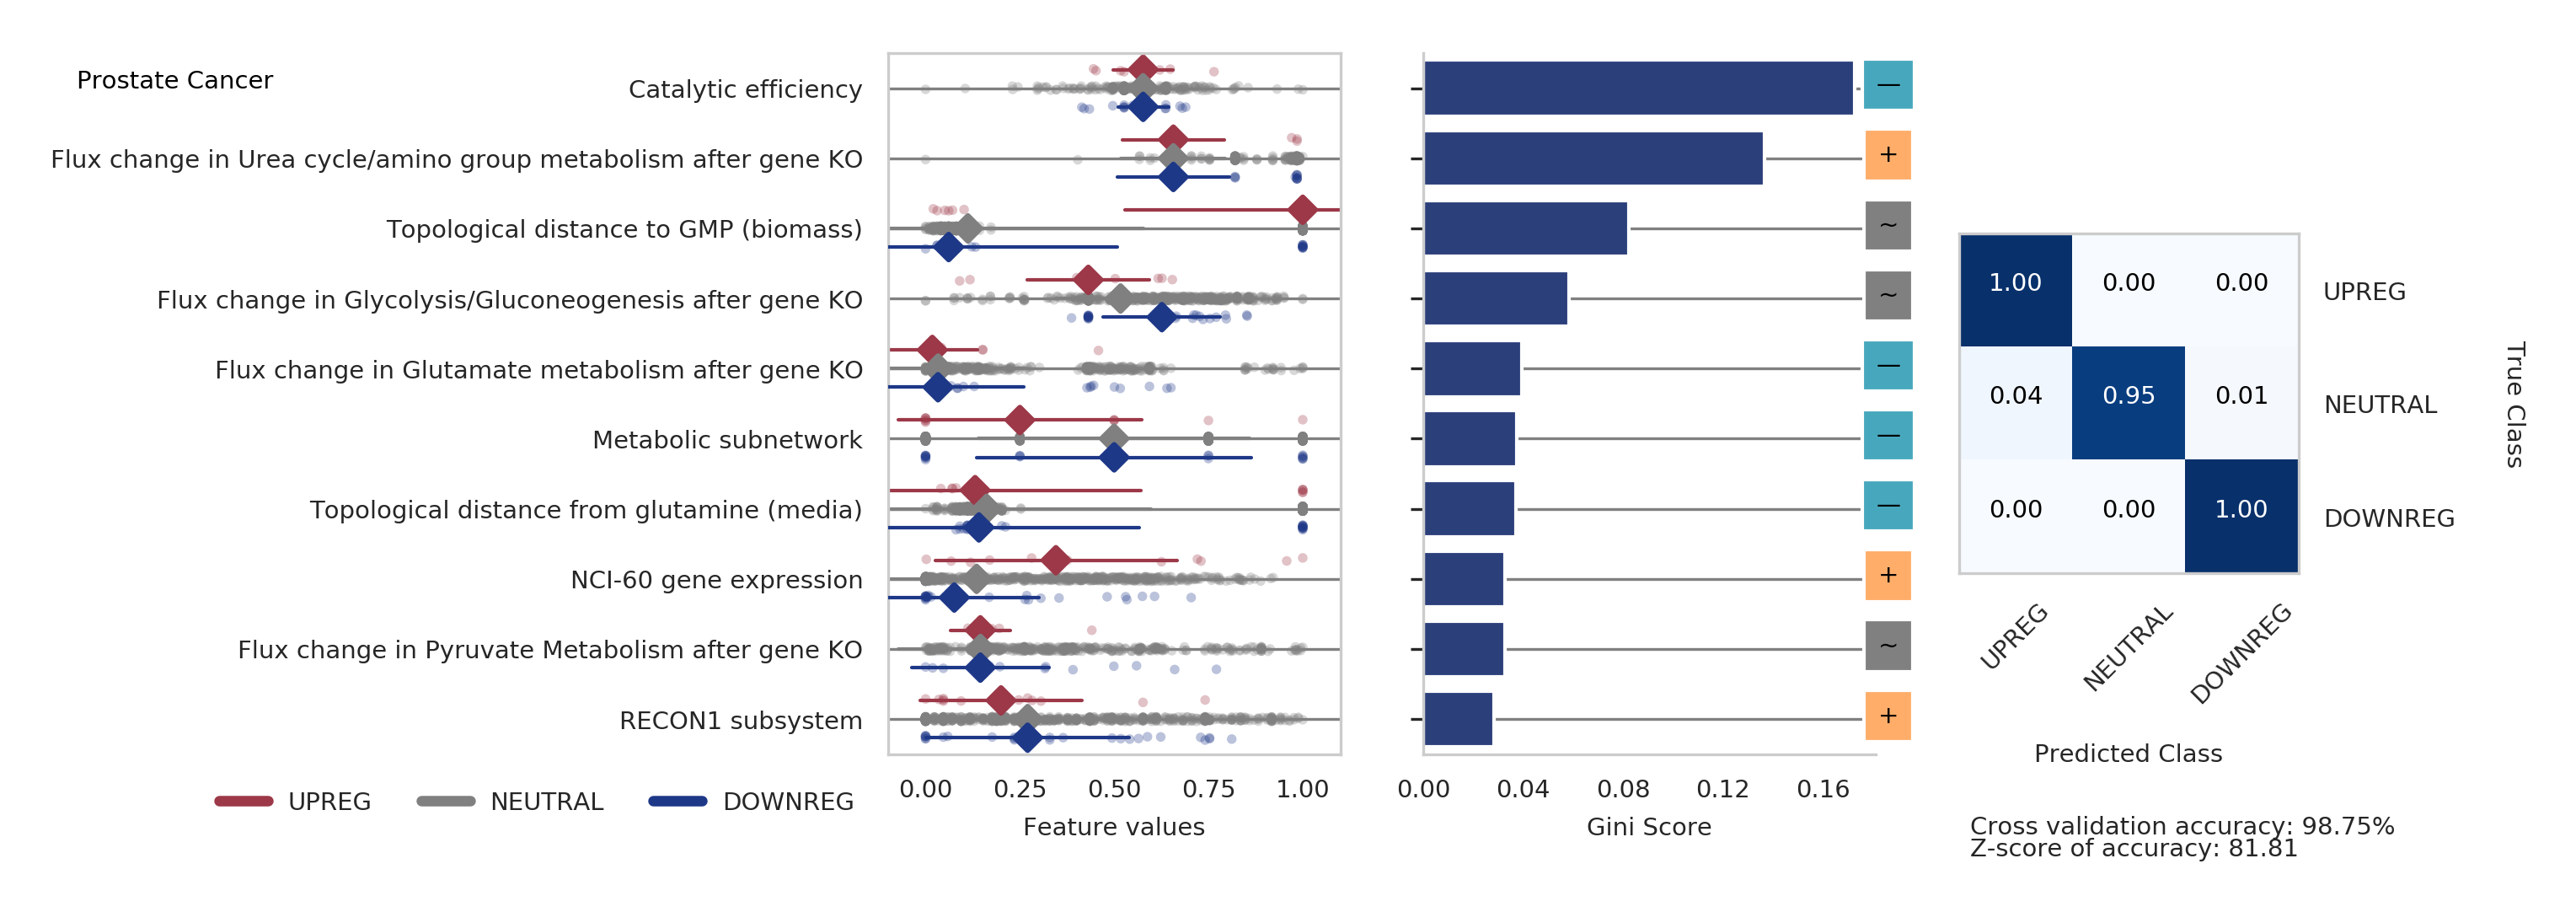 Prostate Cancer
Catalytic efficiency
Flux change in Urea cycle/amino group metabolism after gene KO
Topological distance to GMP (biomass)
Flux change in Glycolysis/Gluconeogenesis after gene KO
Flux change in Glutamate metabolism after gene KO
Metabolic subnetwork
Topological distance from glutamine (media)
NCI-60 gene expression
Flux change in Pyruvate Metabolism after gene KO
RECON1 subsystem
UPREG NEUTRAL DOWNREG
0.00 0.25 0.50 0.75 1.00
Feature values
—
+
~
~
—
—
—
+
~
+
0.00 0.04 0.08 0.12 0.16
Gini Score
1.00 0.00 0.00 UPREG
0.04 0.95 0.01 NEUTRAL
0.00 0.00 1.00 DOWNREG
True Class
UPREG NEUTRAL DOWNREG
Predicted Class
Cross validation accuracy: 98.75%
Z-score of accuracy: 81.81